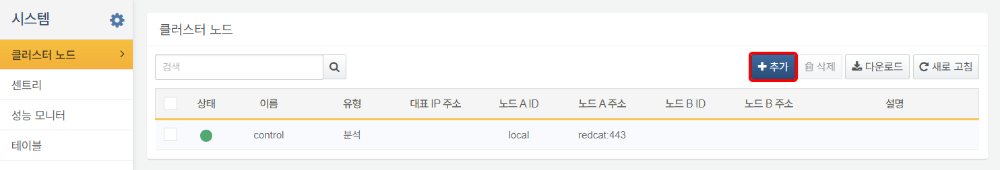 시스템
클러스터 노드
센트리
성능 모니터
테이블
클러스터 노드
검색 추가 삭제 다운로드 새로 고침
상태 이름 유형 대표 IP 주소 노드 A ID 노드 A 주소 노드 B ID 노드 B 주소 설명
control 분석 local redcat:443